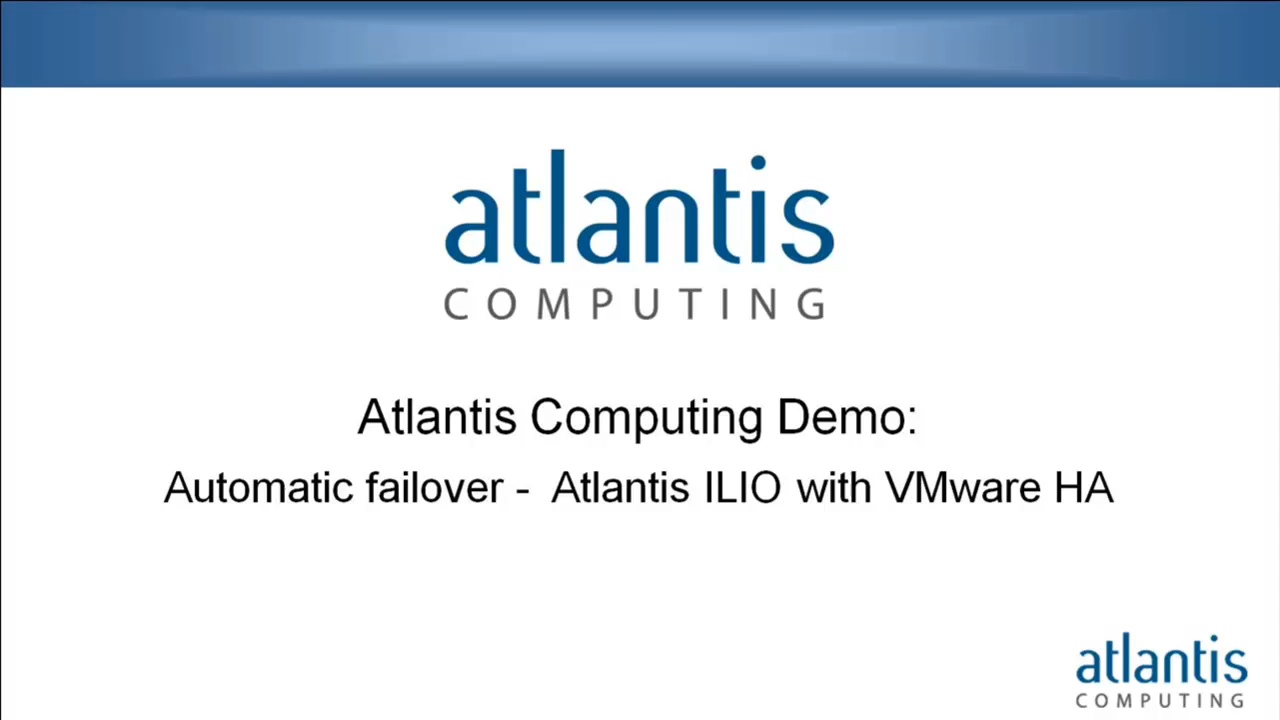 atlantis
COMPUTING
Atlantis Computing Demo:
Automatic failover - Atlantis ILIO with VMware HA
atlantis
COMPUTING